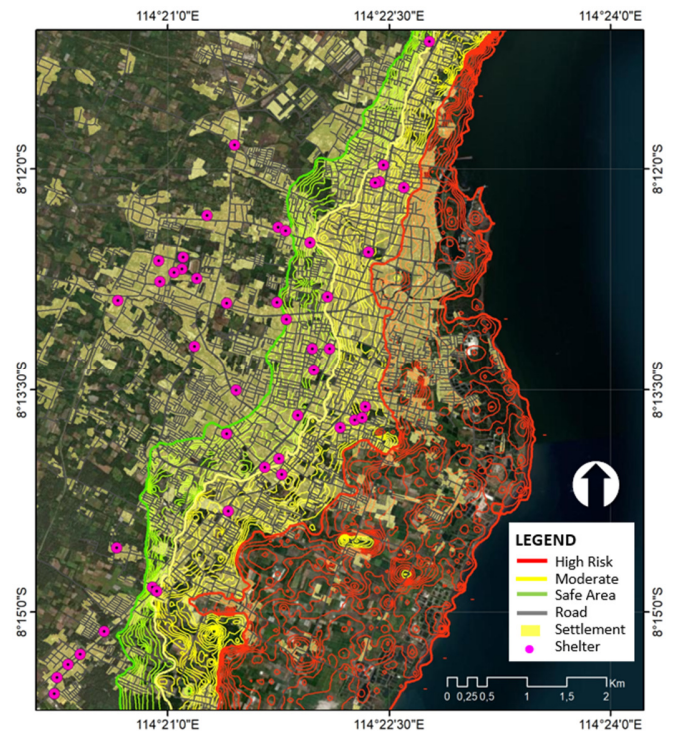 114°21'0"E 114°22'30"E 114°24'0"E
8°12'0"S
8°12'0"S
8°13'30"S
8°13'30"S
LEGEND
High Risk
Moderate
Safe Area
Road
Settlement
Shelter
8°15'0"S
8°15'0"S
Km
0 0,25 0,5 1 1,5 2
114°21'0"E 114°22'30"E 114°24'0"E